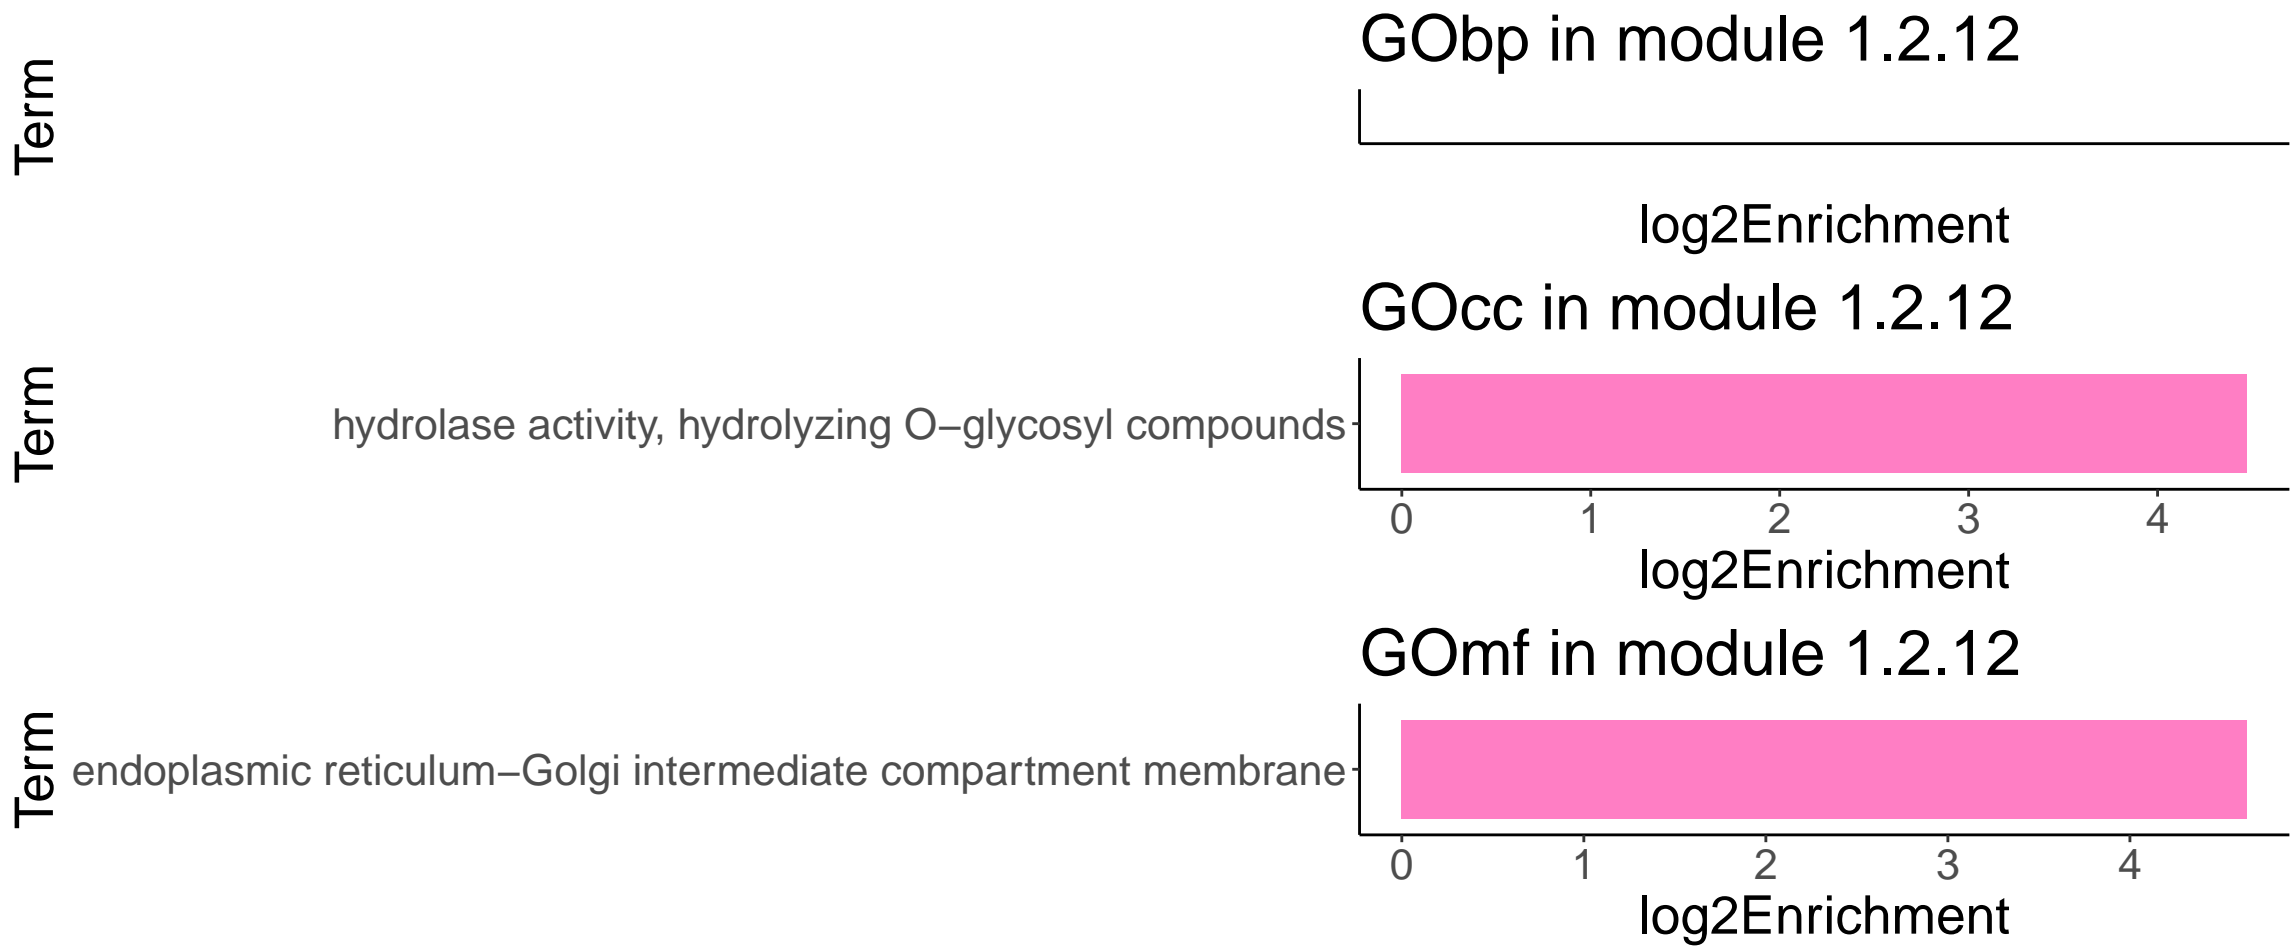 GObp in module 1.2.12
Term
log2Enrichment
GOcc in module 1.2.12
Term
hydrolase activity, hydrolyzing O−glycosyl compounds
0 1 2 3 4
log2Enrichment
GOmf in module 1.2.12
Term
endoplasmic reticulum−Golgi intermediate compartment membrane
0 1 2 3 4
log2Enrichment